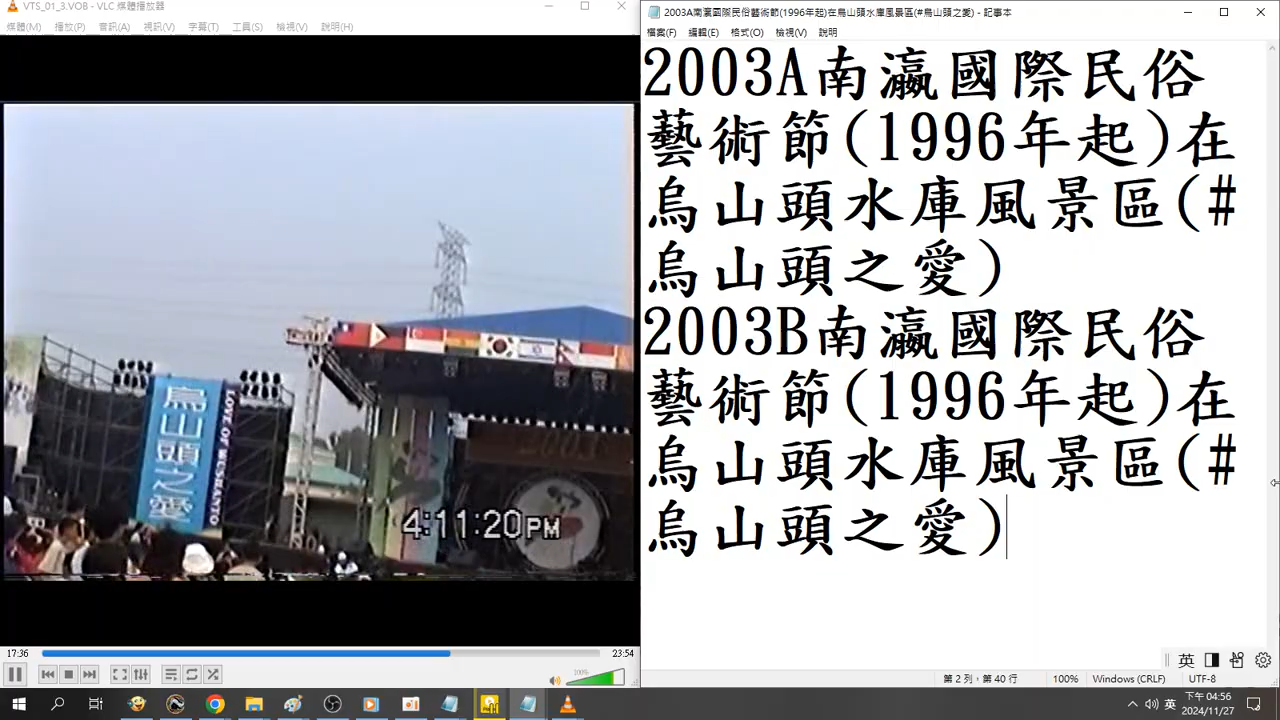 VTS_01_3.VOB - VLC 媒體播放器
媒體(M) 播放(P) 音訊(A) 視訊(V) 字幕(T) 工具(S) 檢視(V) 說明(H)
烏山頭之愛
LOVE OF WUSHANTO
2003
4:11:20PM
17:36
23:54
100%
2003A南瀛國際民俗藝術節(1996年起)在烏山頭水庫風景區(#烏山頭之愛) - 記事本
檔案(F) 編輯(E) 格式(O) 檢視(V) 說明
2003A南瀛國際民俗
藝術節(1996年起)在
烏山頭水庫風景區(#
烏山頭之愛)
2003B南瀛國際民俗
藝術節(1996年起)在
烏山頭水庫風景區(#
烏山頭之愛)
英
第 2 列，第 40 行 100% Windows (CRLF) UTF-8
英
下午 04:56
2024/11/27